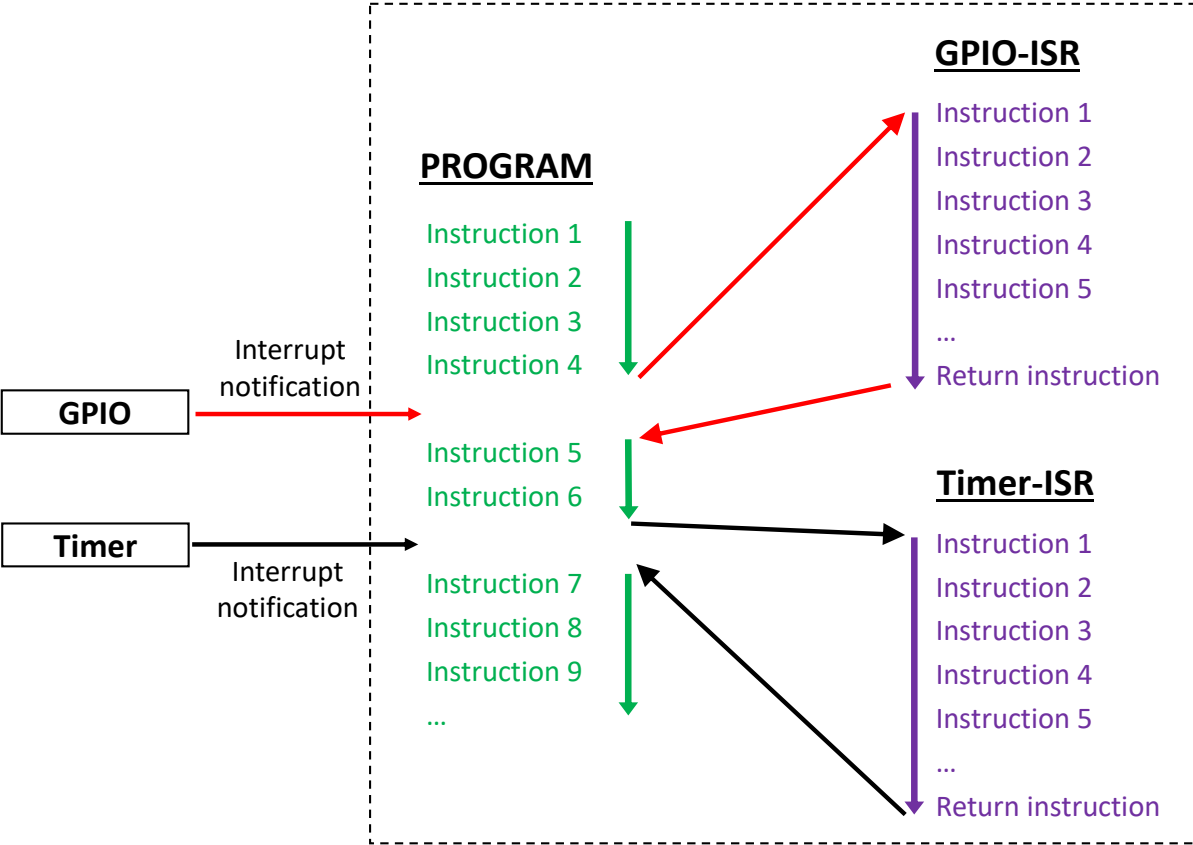 GPIO
Interrupt
notification
Timer
Interrupt
notification
PROGRAM
Instruction 1
Instruction 2
Instruction 3
Instruction 4
Instruction 5
Instruction 6
Instruction 7
Instruction 8
Instruction 9
...
GPIO-ISR
Instruction 1
Instruction 2
Instruction 3
Instruction 4
Instruction 5
...
Return instruction
Timer-ISR
Instruction 1
Instruction 2
Instruction 3
Instruction 4
Instruction 5
...
Return instruction